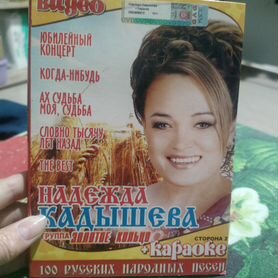 видео
ЮБИЛЕЙНЫЙ
КОНЦЕРТ
КОГДА-НИБУДЬ
АХ СУДЬБА
МОЯ, СУДЬБА
СЛОВНО ТЫСЯЧУ
ЛЕТ НАЗАД
THE BEST
НАДЕЖДА
КАДЫШЕВА
ГРУППА ЗОЛОТОЕ КОЛЬЦО
СТОРОНА
+Караоке
100 РУССКИХ НАРОДНЫХ ПЕСЕН